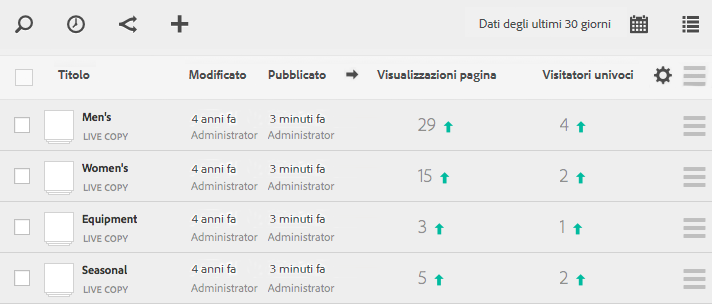 Dati degli ultimi 30 giorni
Titolo Modificato Pubblicato Visualizzazioni pagina Visitatori univoci
Men's 4 anni fa 3 minuti fa 29 4
LIVE COPY Administrator Administrator
Women's 4 anni fa 3 minuti fa 15 2
LIVE COPY Administrator Administrator
Equipment 4 anni fa 3 minuti fa 3 1
LIVE COPY Administrator Administrator
Seasonal 4 anni fa 3 minuti fa 5 2
LIVE COPY Administrator Administrator